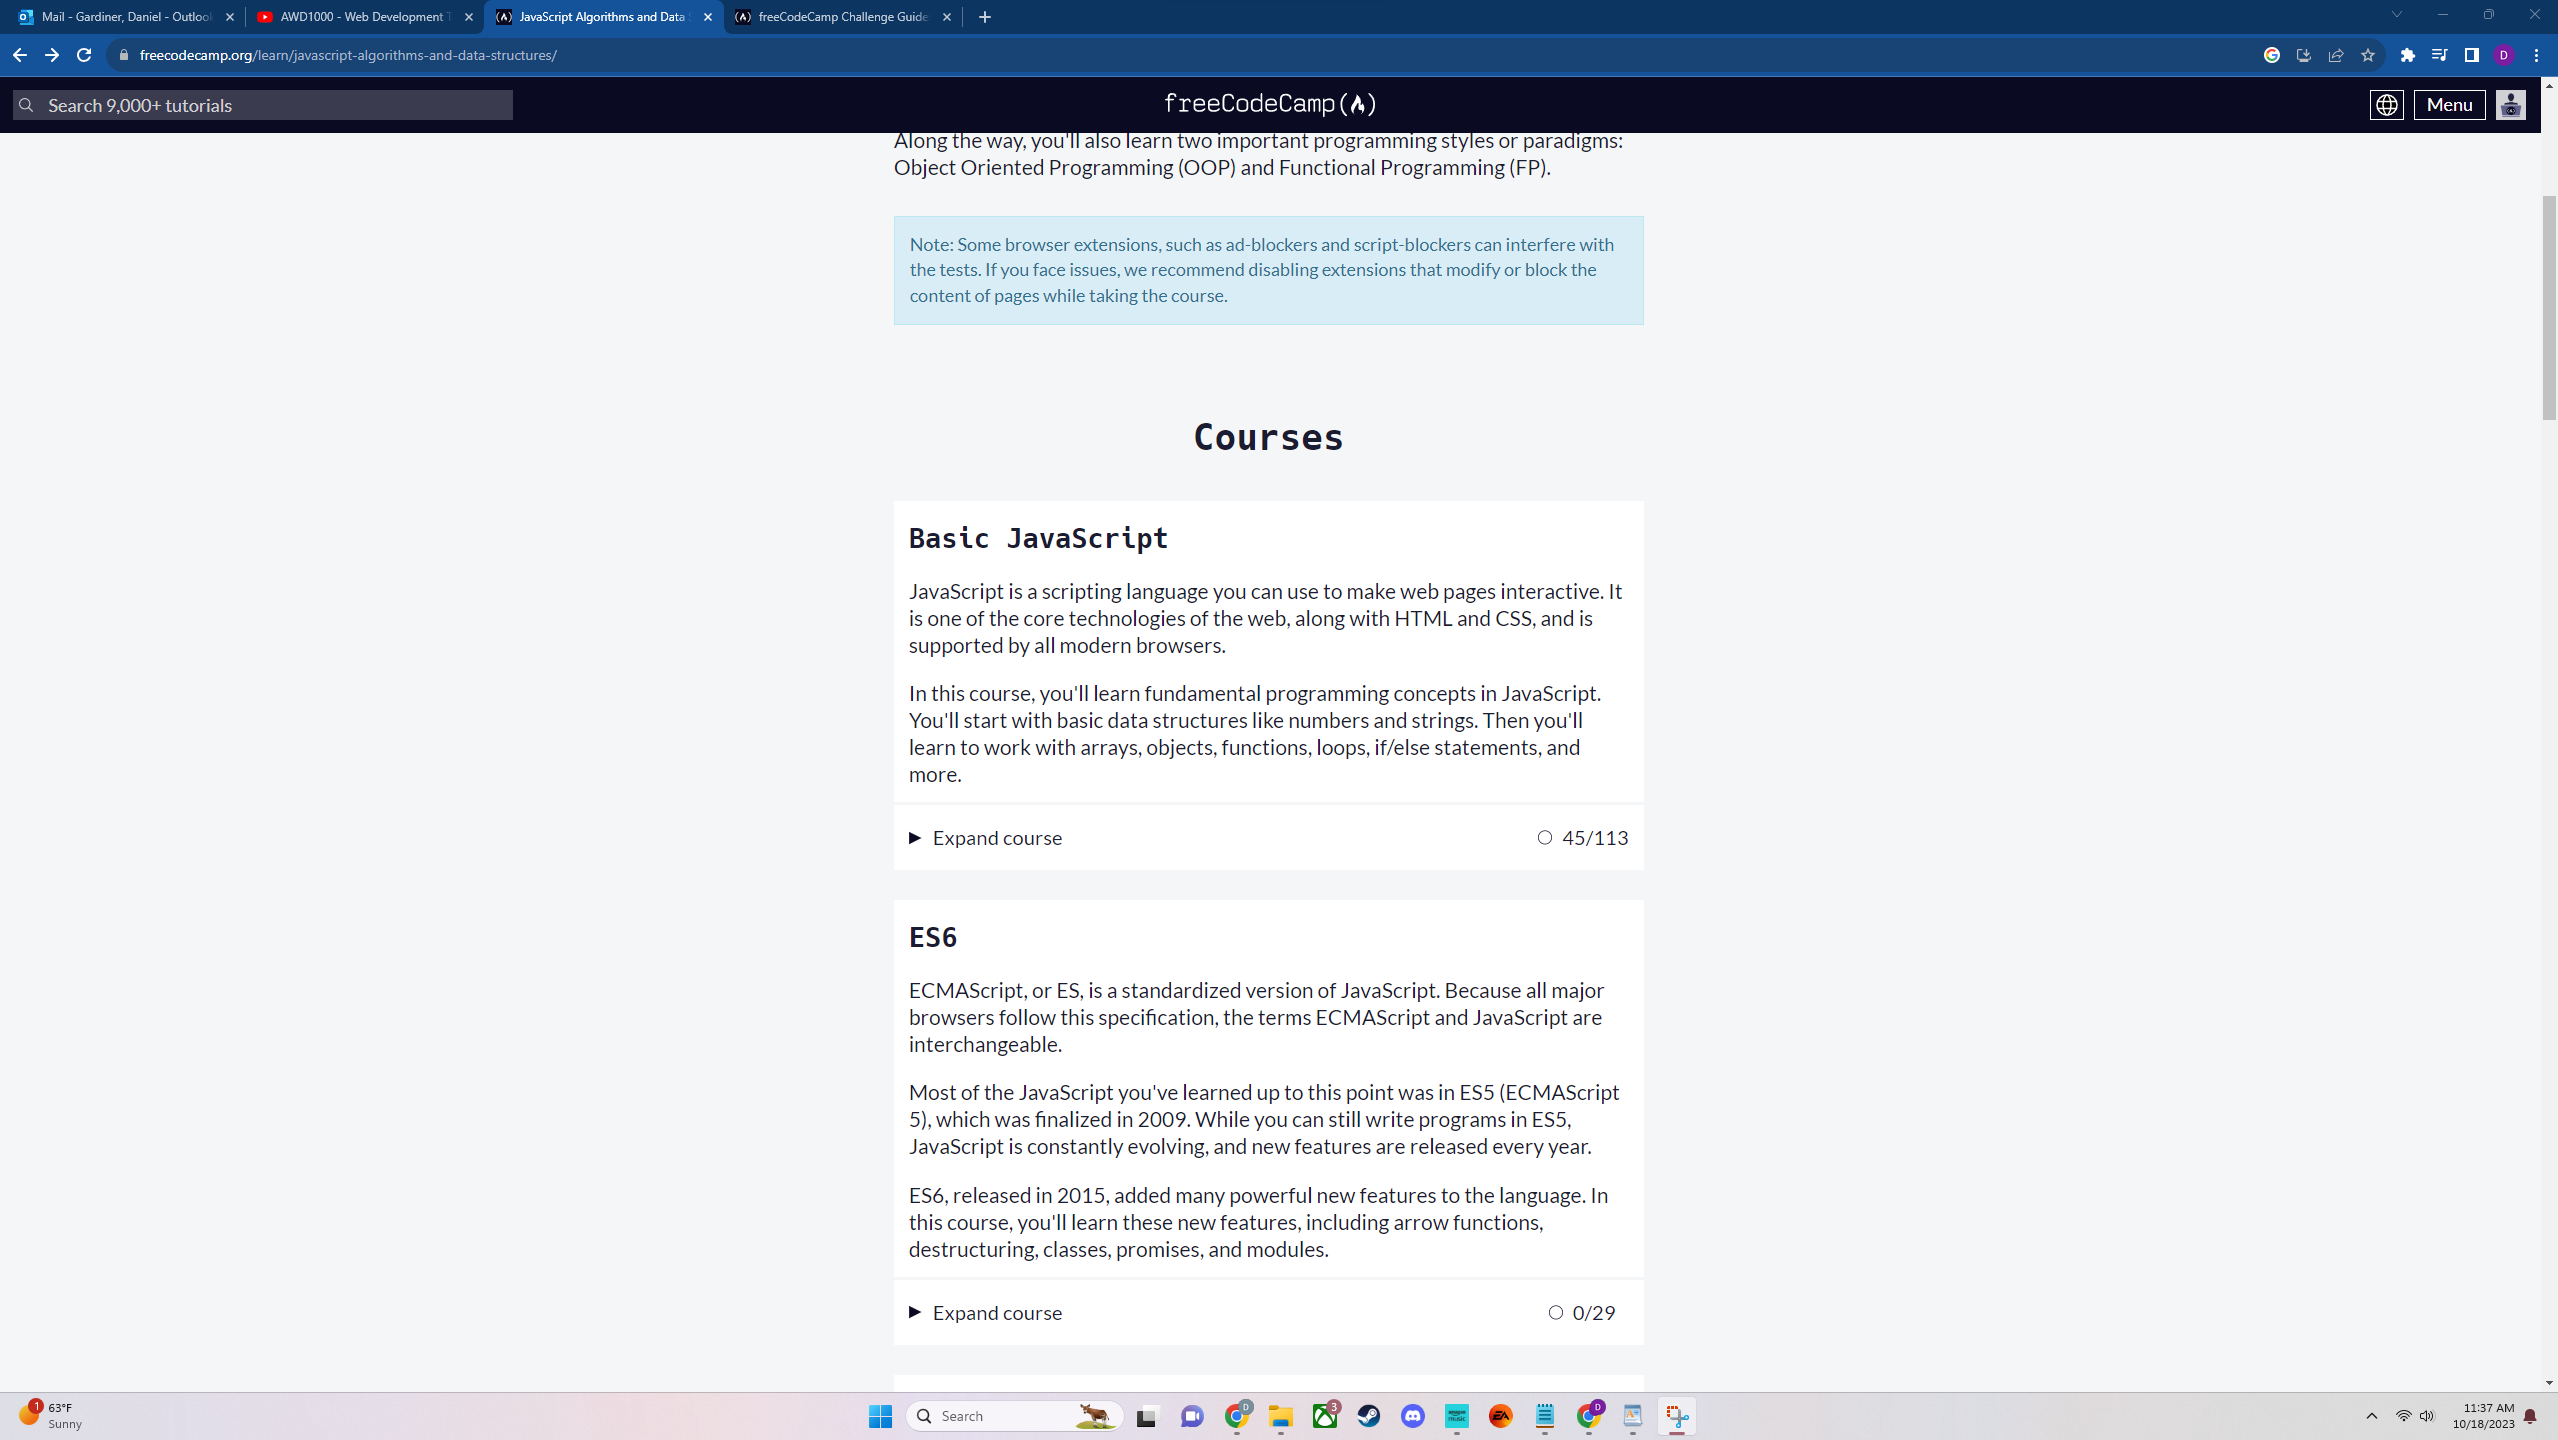 Mail - Gardiner, Daniel - Outlook
AWD1000 - Web Development T
JavaScript Algorithms and Data S
freeCodeCamp Challenge Guide
freecodecamp.org/learn/javascript-algorithms-and-data-structures/
D
Search 9,000+ tutorials
freeCodeCamp
Menu
Along the way, you'll also learn two important programming styles or paradigms:
Object Oriented Programming (OOP) and Functional Programming (FP).
Note: Some browser extensions, such as ad-blockers and script-blockers can interfere with
the tests. If you face issues, we recommend disabling extensions that modify or block the
content of pages while taking the course.
Courses
Basic JavaScript
JavaScript is a scripting language you can use to make web pages interactive. It
is one of the core technologies of the web, along with HTML and CSS, and is
supported by all modern browsers.
In this course, you'll learn fundamental programming concepts in JavaScript.
You'll start with basic data structures like numbers and strings. Then you'll
learn to work with arrays, objects, functions, loops, if/else statements, and
more.
Expand course 45/113
ES6
ECMAScript, or ES, is a standardized version of JavaScript. Because all major
browsers follow this specification, the terms ECMAScript and JavaScript are
interchangeable.
Most of the JavaScript you've learned up to this point was in ES5 (ECMAScript
5), which was finalized in 2009. While you can still write programs in ES5,
JavaScript is constantly evolving, and new features are released every year.
ES6, released in 2015, added many powerful new features to the language. In
this course, you'll learn these new features, including arrow functions,
destructuring, classes, promises, and modules.
Expand course 0/29
1
63°F
Sunny
Search
D
3
music
EA
D
11:37 AM
10/18/2023